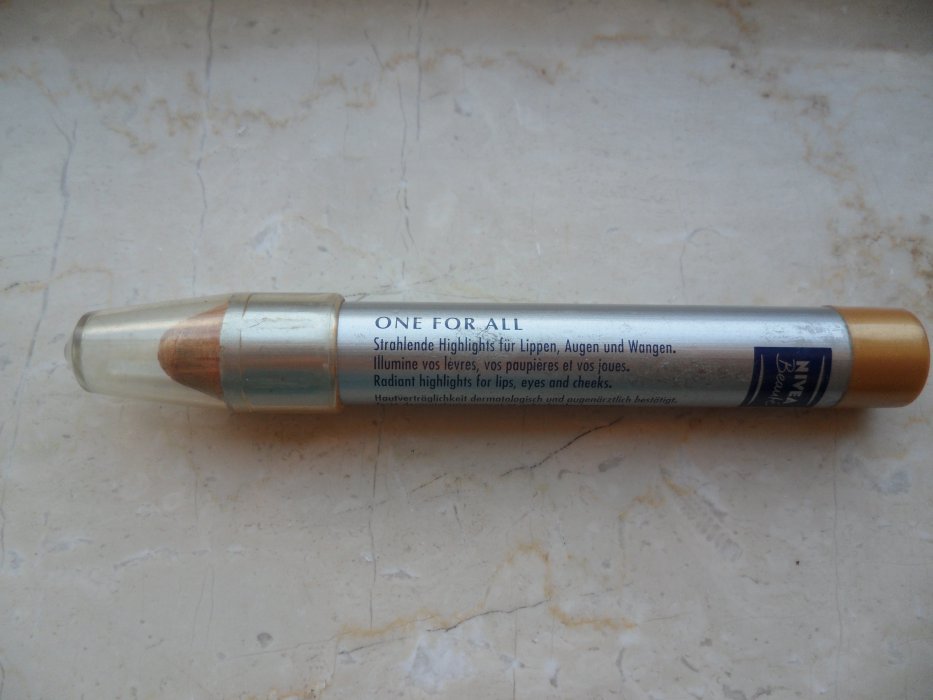 ONE FOR ALL
Strahlende Highlights für Lippen, Augen und Wangen.
Illumine vos lèvres, vos paupières et vos joues.
Radiant highlights for lips, eyes and cheeks.
Hautverträglichkeit dermatologisch und augenärztlich bestätigt.
NIVEA
Beauté